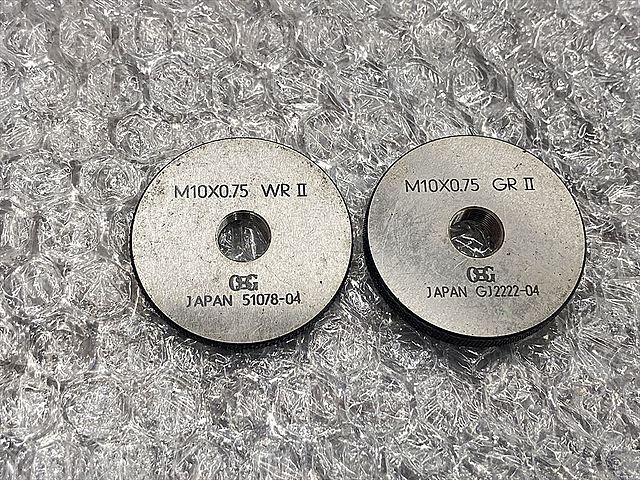 M10X0.75 WR II
OSG
JAPAN 51078-04
M10X0.75 GR II
OSG
JAPAN GJ2222-04